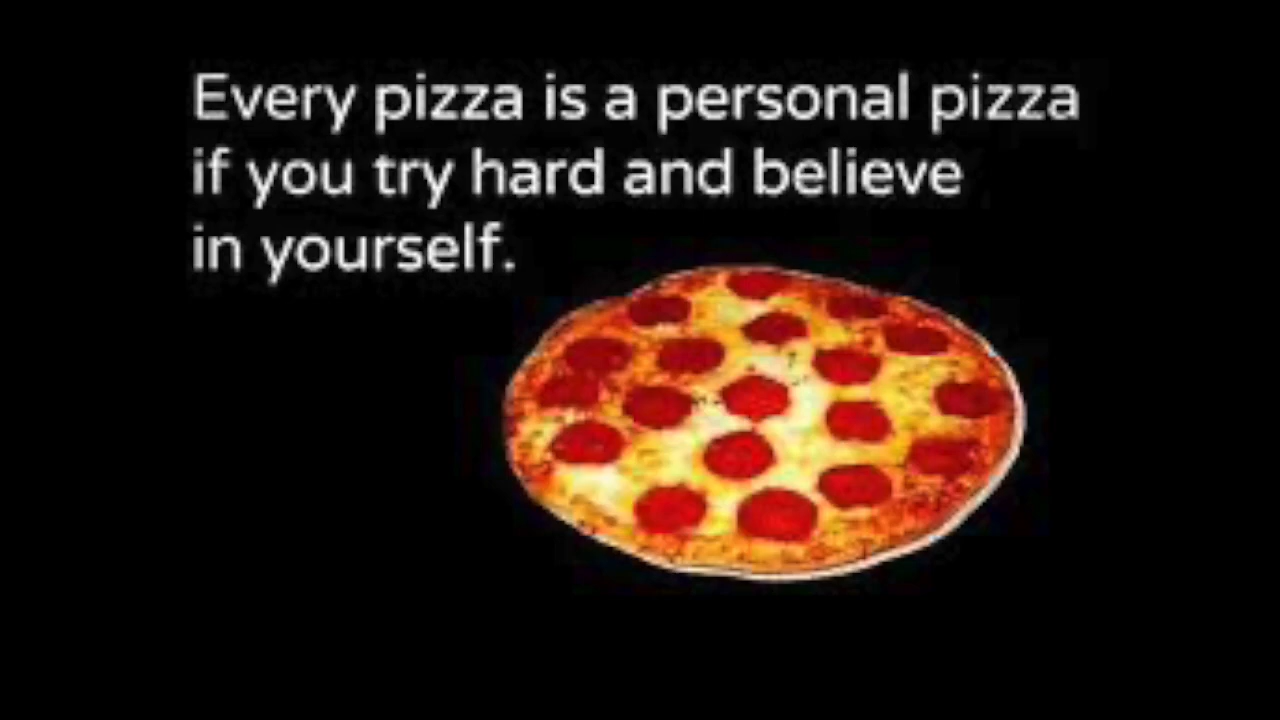 Every pizza is a personal pizza
if you try hard and believe
in yourself.